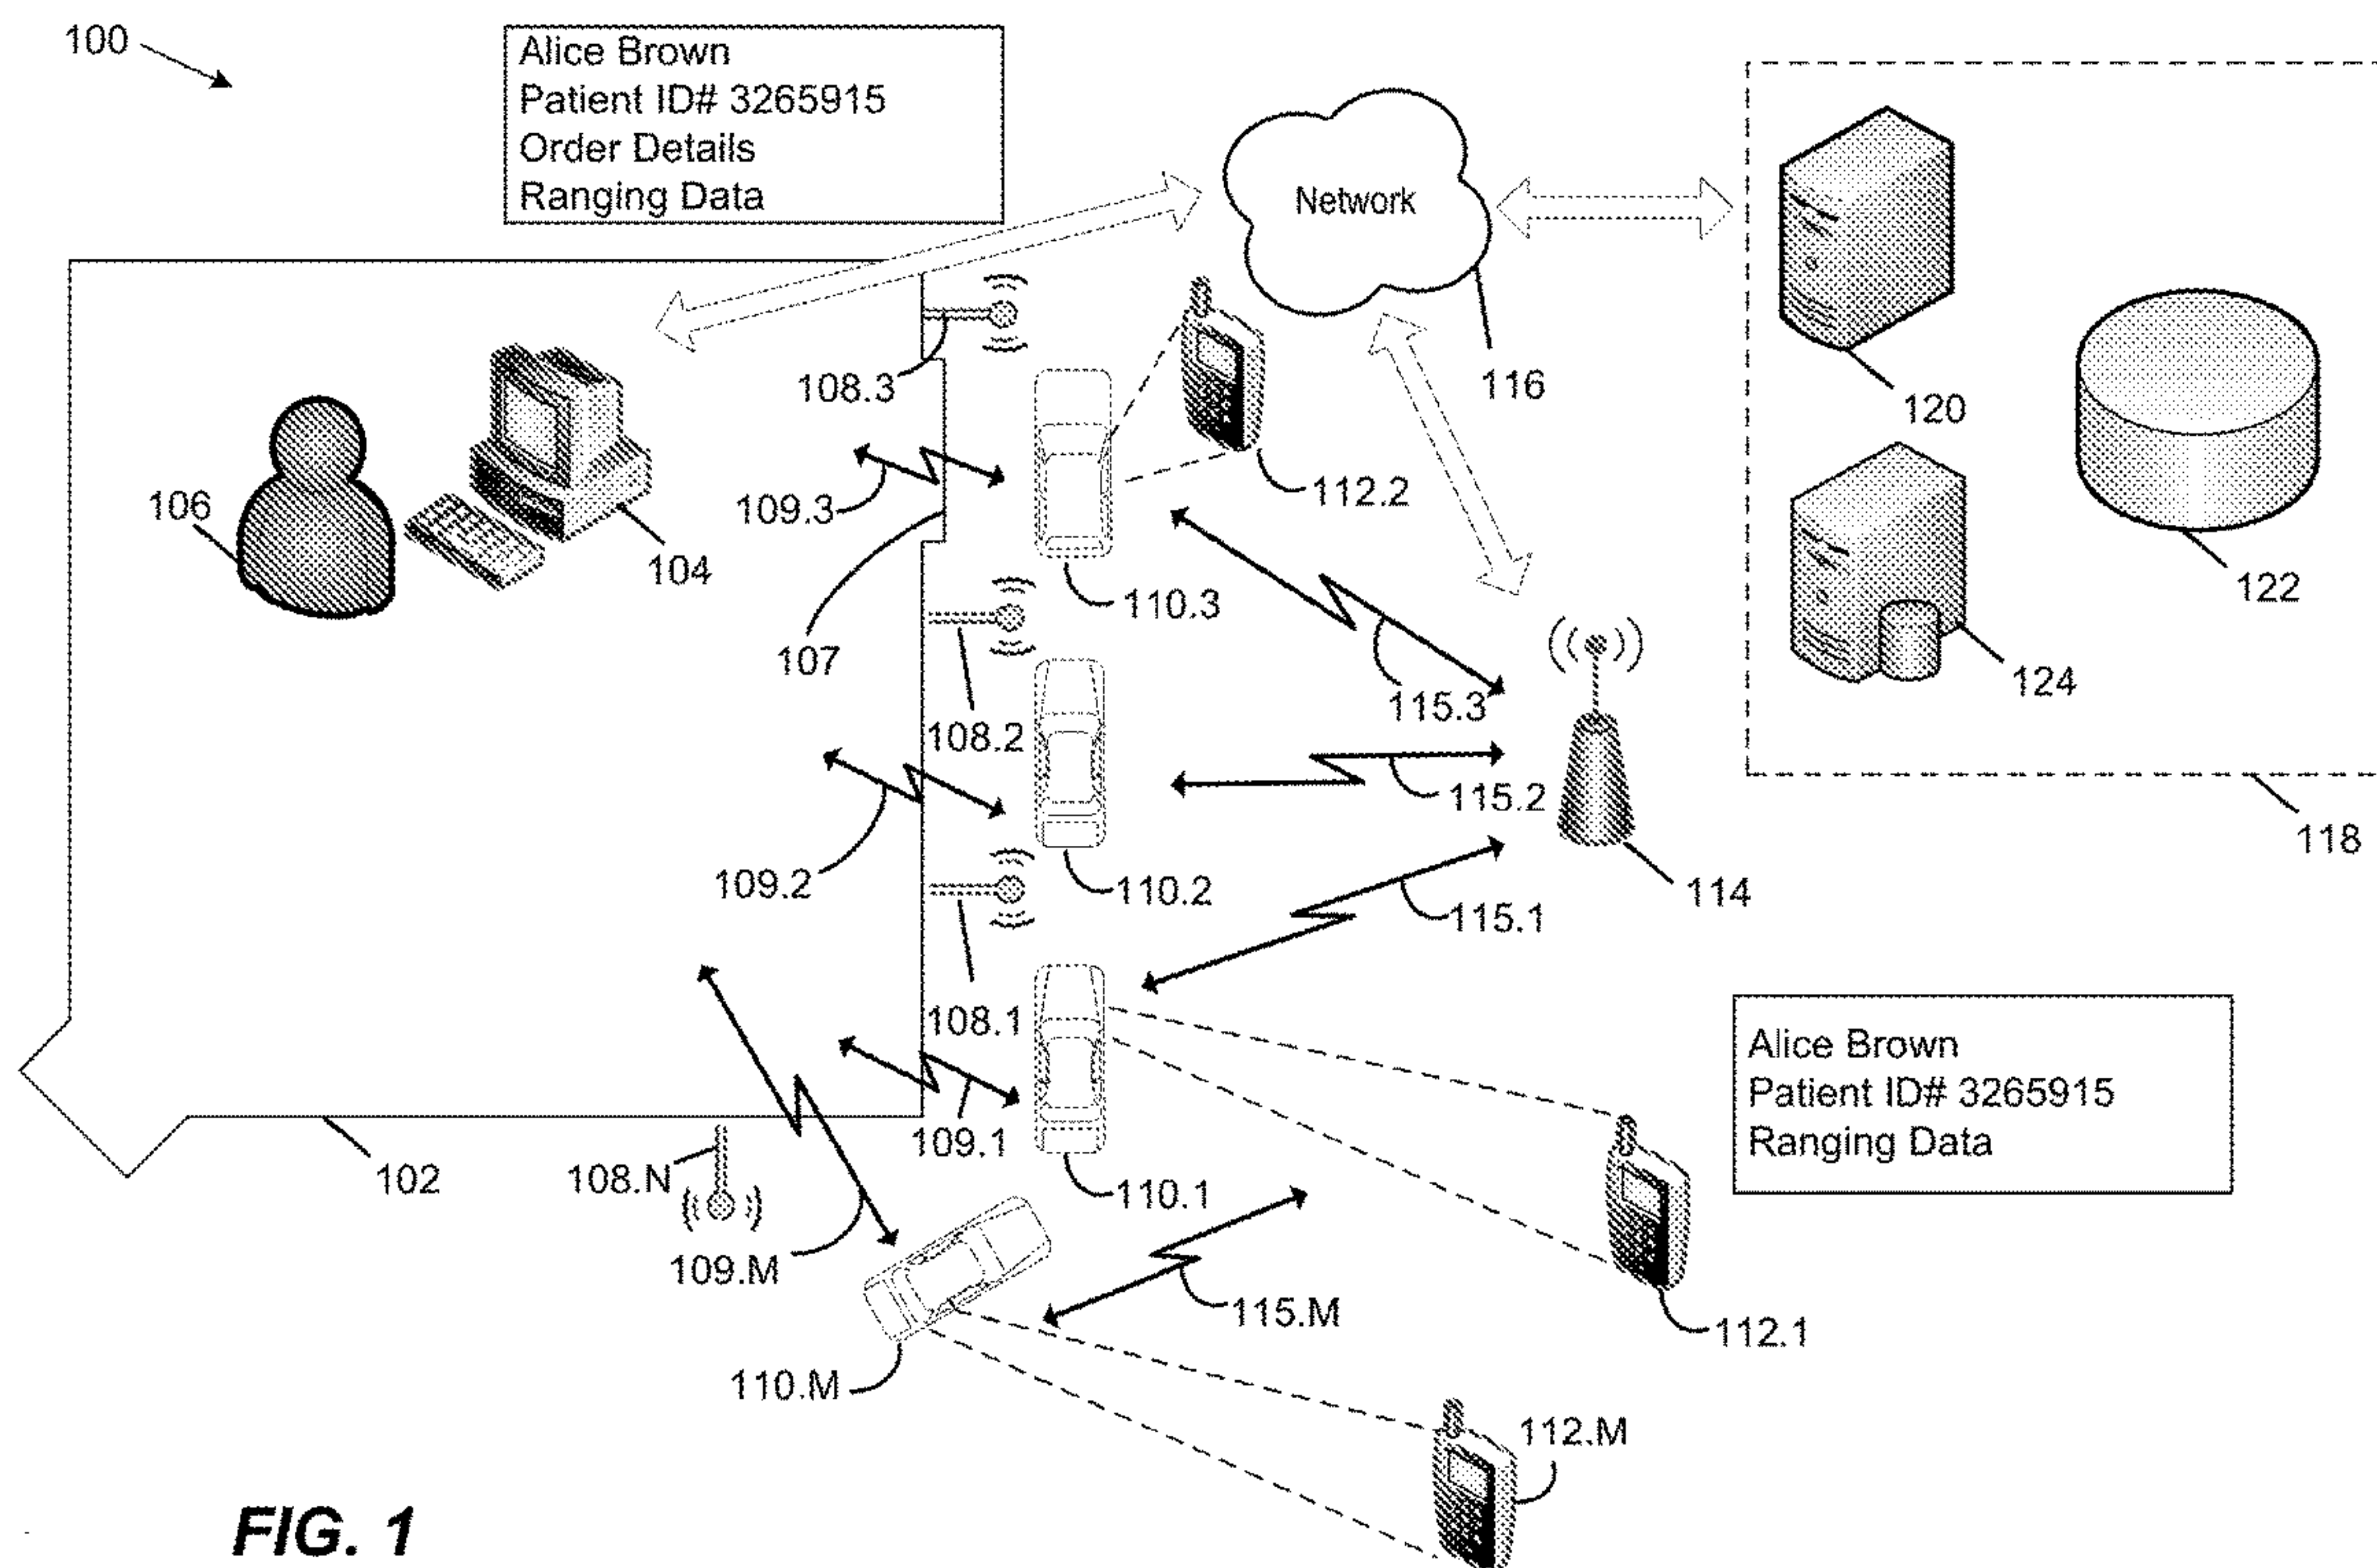 100
Alice Brown
Patient ID# 3265915
Order Details
Ranging Data
Network
108.3
116
120
106
109.3
112.2
104
110.3
122
107
115.3
124
108.2
115.2
118
109.2
110.2
114
115.1
108.1
Alice Brown
Patient ID# 3265915
Ranging Data
109.1
102
108.N
110.1
109.M
115.M
112.1
110.M
112.M
FIG. 1